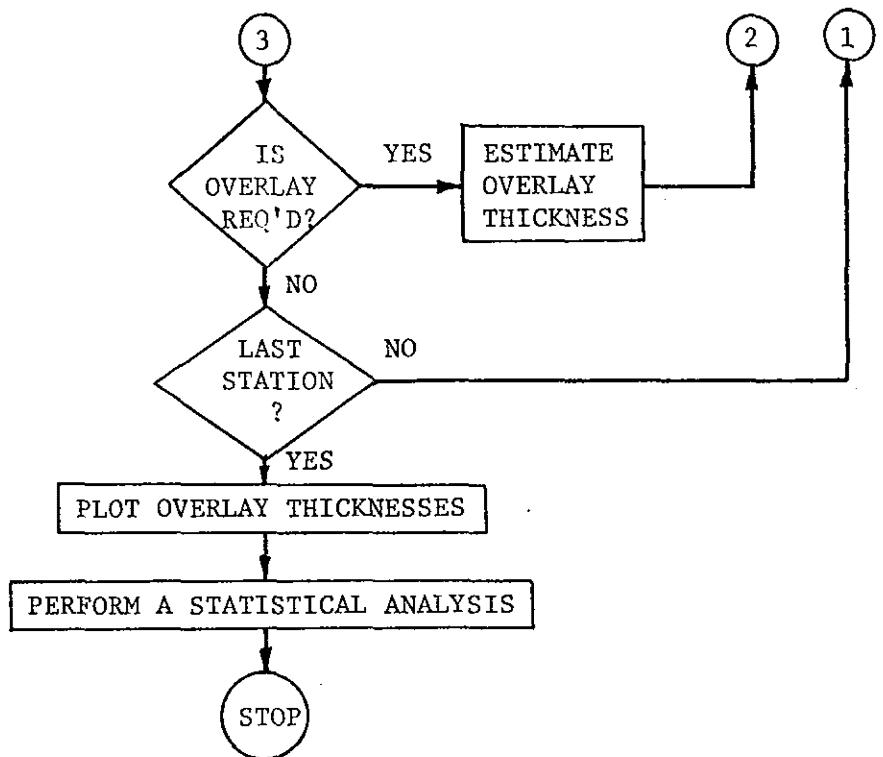 3
2
1
IS
OVERLAY
REQ'D?
YES
ESTIMATE
OVERLAY
THICKNESS
NO
LAST
STATION
?
NO
YES
PLOT OVERLAY THICKNESSES
PERFORM A STATISTICAL ANALYSIS
STOP